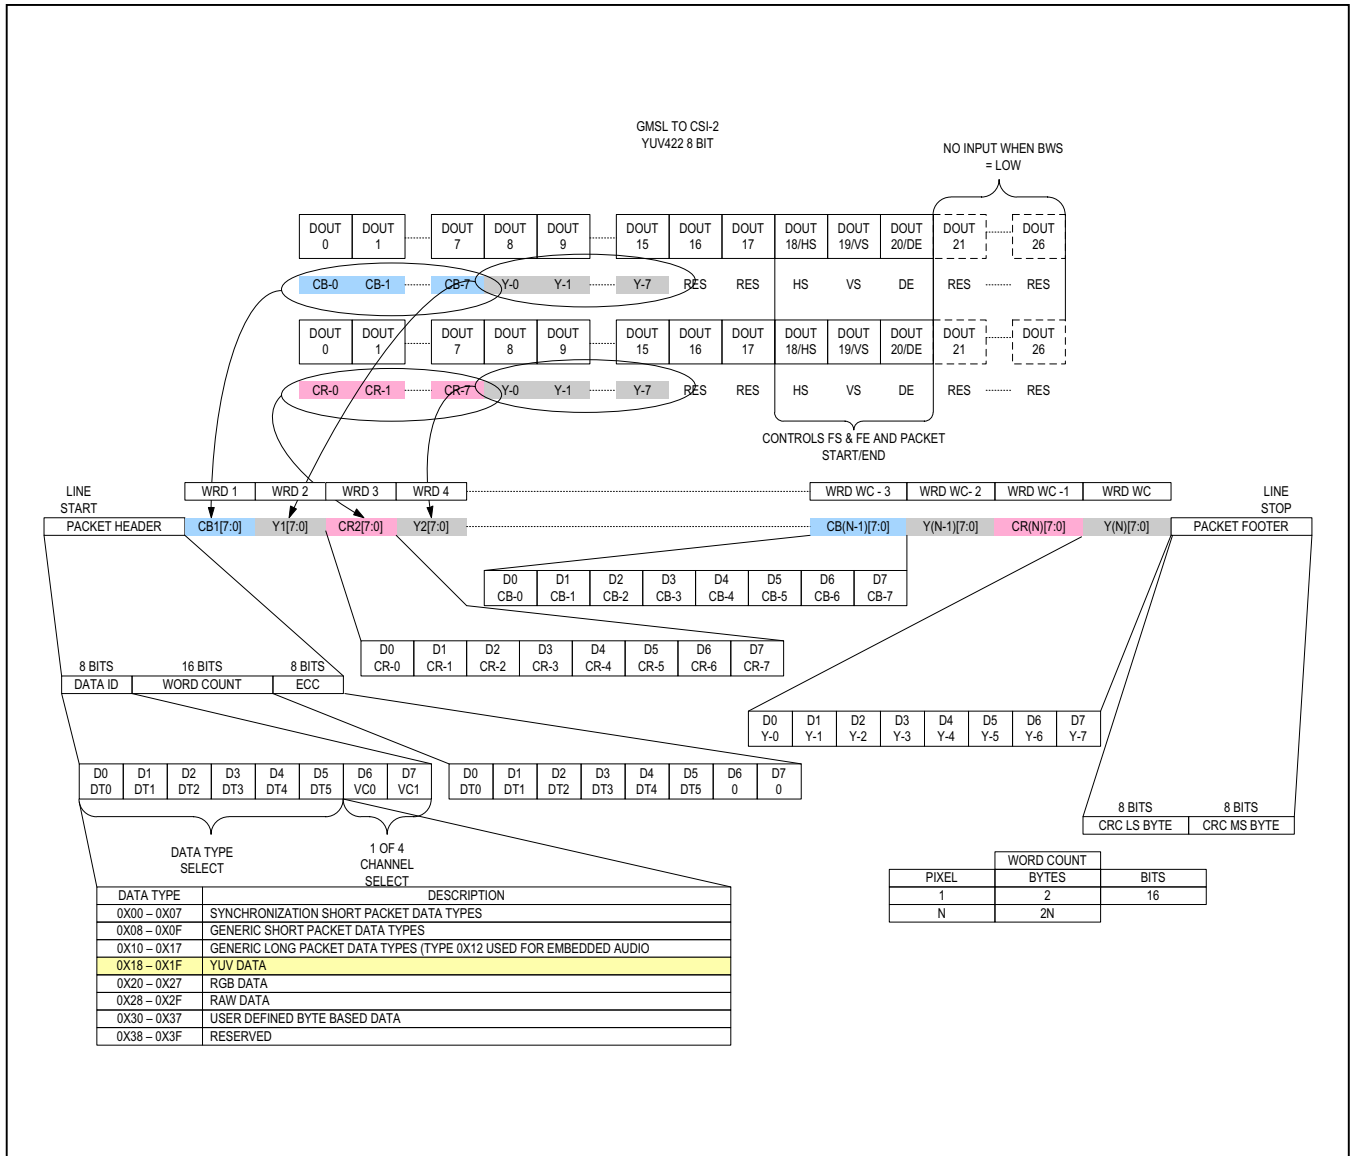 GMSL TO CSI-2
YUV422 8 BIT
NO INPUT WHEN BWS
= LOW
DOUT 0 DOUT 1 DOUT 7 DOUT 8 DOUT 9 DOUT 15 DOUT 16 DOUT 17 DOUT 18/HS DOUT 19/VS DOUT 20/DE DOUT 21 DOUT 26
CB-0 CB-1 CB-7 Y-0 Y-1 Y-7 RES RES HS VS DE RES RES
DOUT 0 DOUT 1 DOUT 7 DOUT 8 DOUT 9 DOUT 15 DOUT 16 DOUT 17 DOUT 18/HS DOUT 19/VS DOUT 20/DE DOUT 21 DOUT 26
CR-0 CR-1 CR-7 Y-0 Y-1 Y-7 RES RES HS VS DE RES RES
CONTROLS FS & FE AND PACKET
START/END
LINE
START
WRD 1 WRD 2 WRD 3 WRD 4 WRD WC - 3 WRD WC- 2 WRD WC -1 WRD WC
LINE
STOP
PACKET HEADER CB1[7:0] Y1[7:0] CR2[7:0] Y2[7:0] CB(N-1)[7:0] Y(N-1)[7:0] CR(N)[7:0] Y(N)[7:0] PACKET FOOTER
D0 D1 D2 D3 D4 D5 D6 D7
CB-0 CB-1 CB-2 CB-3 CB-4 CB-5 CB-6 CB-7
D0 D1 D2 D3 D4 D5 D6 D7
CR-0 CR-1 CR-2 CR-3 CR-4 CR-5 CR-6 CR-7
8 BITS 16 BITS 8 BITS
DATA ID WORD COUNT ECC
D0 D1 D2 D3 D4 D5 D6 D7
Y-0 Y-1 Y-2 Y-3 Y-4 Y-5 Y-6 Y-7
D0 D1 D2 D3 D4 D5 D6 D7
DT0 DT1 DT2 DT3 DT4 DT5 VC0 VC1
D0 D1 D2 D3 D4 D5 D6 D7
DT0 DT1 DT2 DT3 DT4 DT5 0 0
8 BITS 8 BITS
CRC LS BYTE CRC MS BYTE
DATA TYPE
SELECT
1 OF 4
CHANNEL
SELECT
WORD COUNT
PIXEL BYTES BITS
1 2 16
N 2N
DATA TYPE DESCRIPTION
0X00 – 0X07 SYNCHRONIZATION SHORT PACKET DATA TYPES
0X08 – 0X0F GENERIC SHORT PACKET DATA TYPES
0X10 – 0X17 GENERIC LONG PACKET DATA TYPES (TYPE 0X12 USED FOR EMBEDDED AUDIO
0X18 – 0X1F YUV DATA
0X20 – 0X27 RGB DATA
0X28 – 0X2F RAW DATA
0X30 – 0X37 USER DEFINED BYTE BASED DATA
0X38 – 0X3F RESERVED